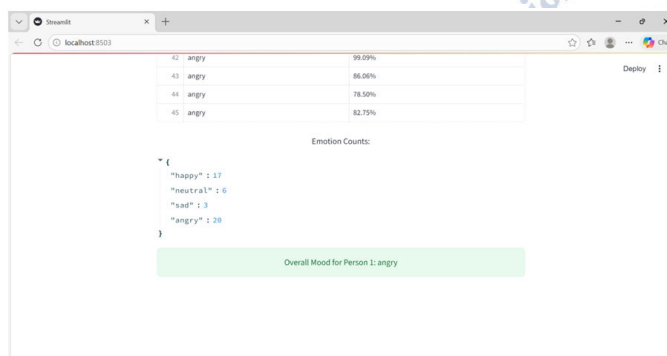 Streamlit
localhost:8503
Deploy
42 angry 99.09%
43 angry 86.06%
44 angry 78.50%
45 angry 82.75%
Emotion Counts:
{
"happy" : 17
"neutral" : 6
"sad" : 3
"angry" : 20
}
Overall Mood for Person 1: angry